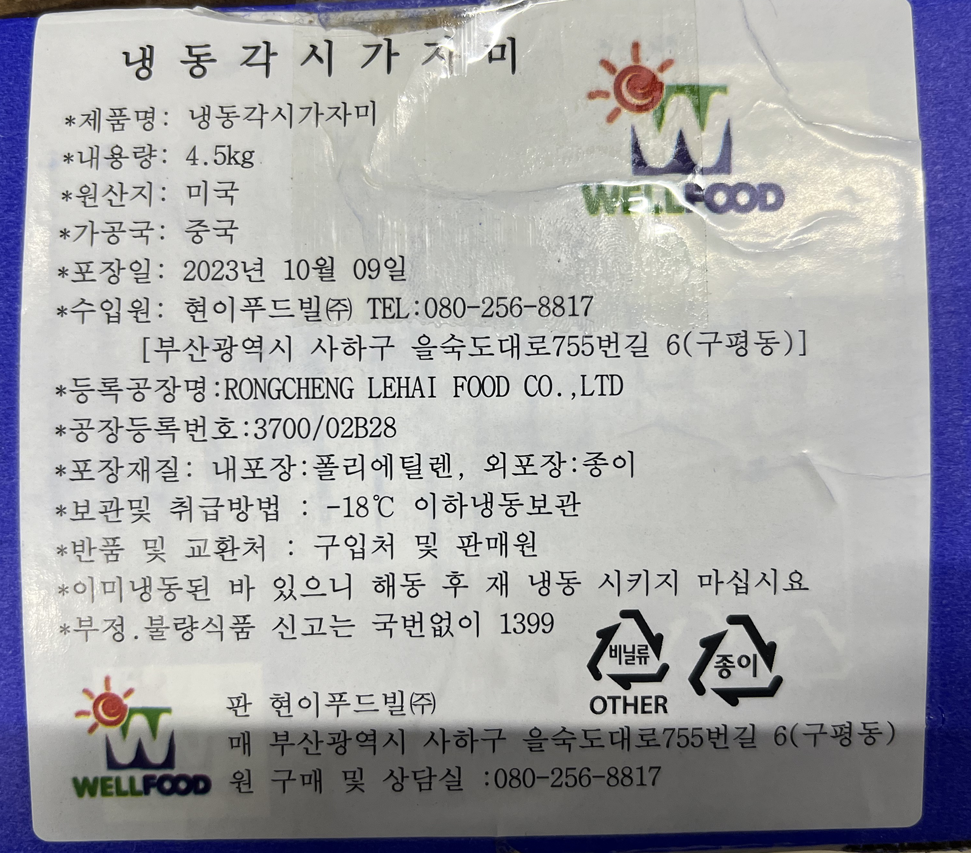 냉동각시가자미
WELLFOOD
*제품명: 냉동각시가자미
*내용량: 4.5kg
*원산지: 미국
*가공국: 중국
*포장일: 2023년 10월 09일
*수입원: 현이푸드빌㈜ TEL:080-256-8817
[부산광역시 사하구 을숙도대로755번길 6(구평동)]
*등록공장명:RONGCHENG LEHAI FOOD CO.,LTD
*공장등록번호:3700/02B28
*포장재질: 내포장:폴리에틸렌, 외포장:종이
*보관및 취급방법 : -18℃ 이하냉동보관
*반품 및 교환처 : 구입처 및 판매원
*이미냉동된 바 있으니 해동 후 재 냉동 시키지 마십시요
*부정.불량식품 신고는 국번없이 1399
비닐류
OTHER
종이
WELLFOOD
판 현이푸드빌㈜
매 부산광역시 사하구 을숙도대로755번길 6(구평동)
원 구매 및 상담실 :080-256-8817